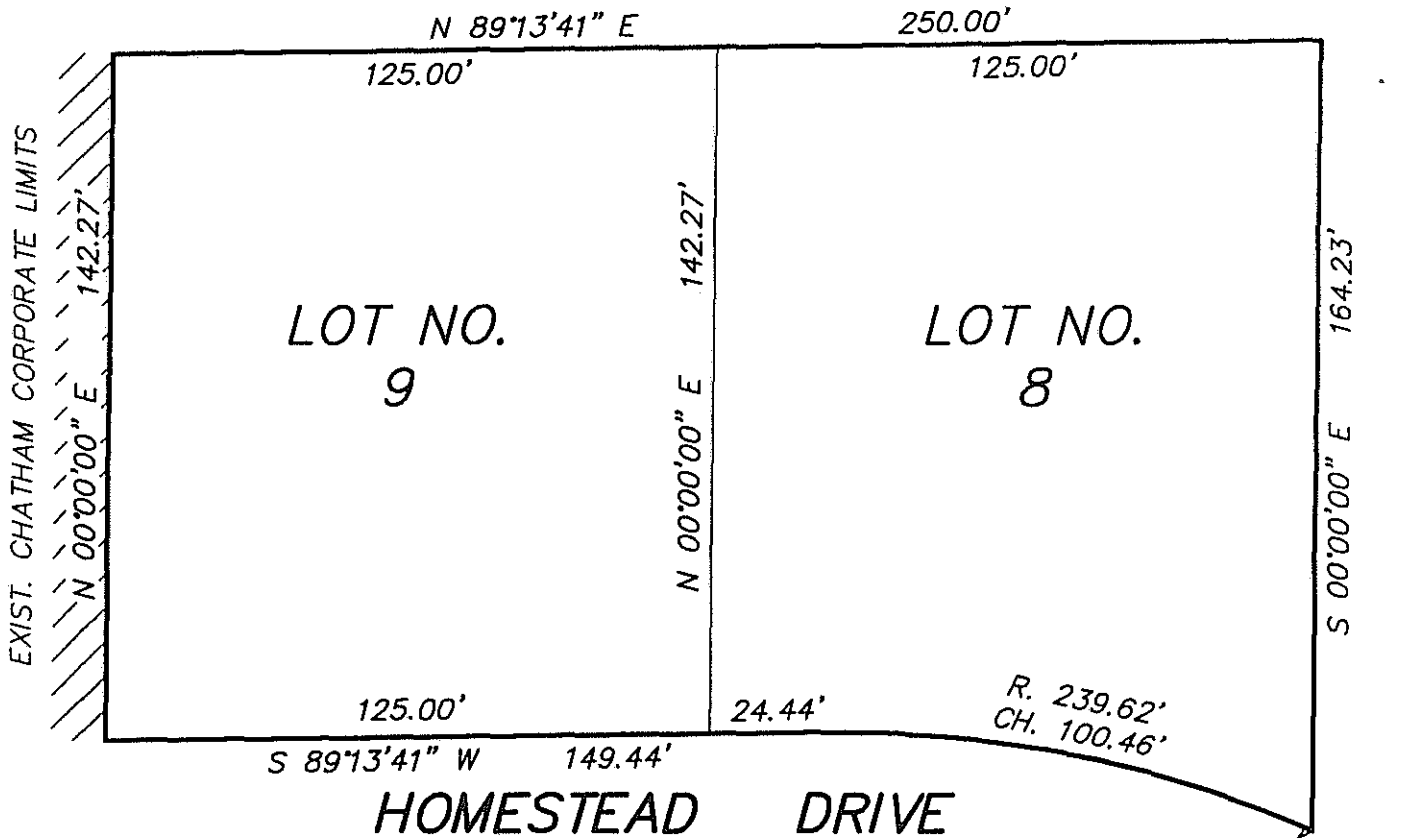 N 89°13'41" E 250.00'
125.00' 125.00'
EXIST. CHATHAM CORPORATE LIMITS
N 00°00'00" E 142.27'
N 00°00'00" E 142.27'
S 00°00'00" E 164.23'
LOT NO.
9
LOT NO.
8
125.00' 24.44'
R. 239.62'
CH. 100.46'
S 89°13'41" W 149.44'
HOMESTEAD DRIVE